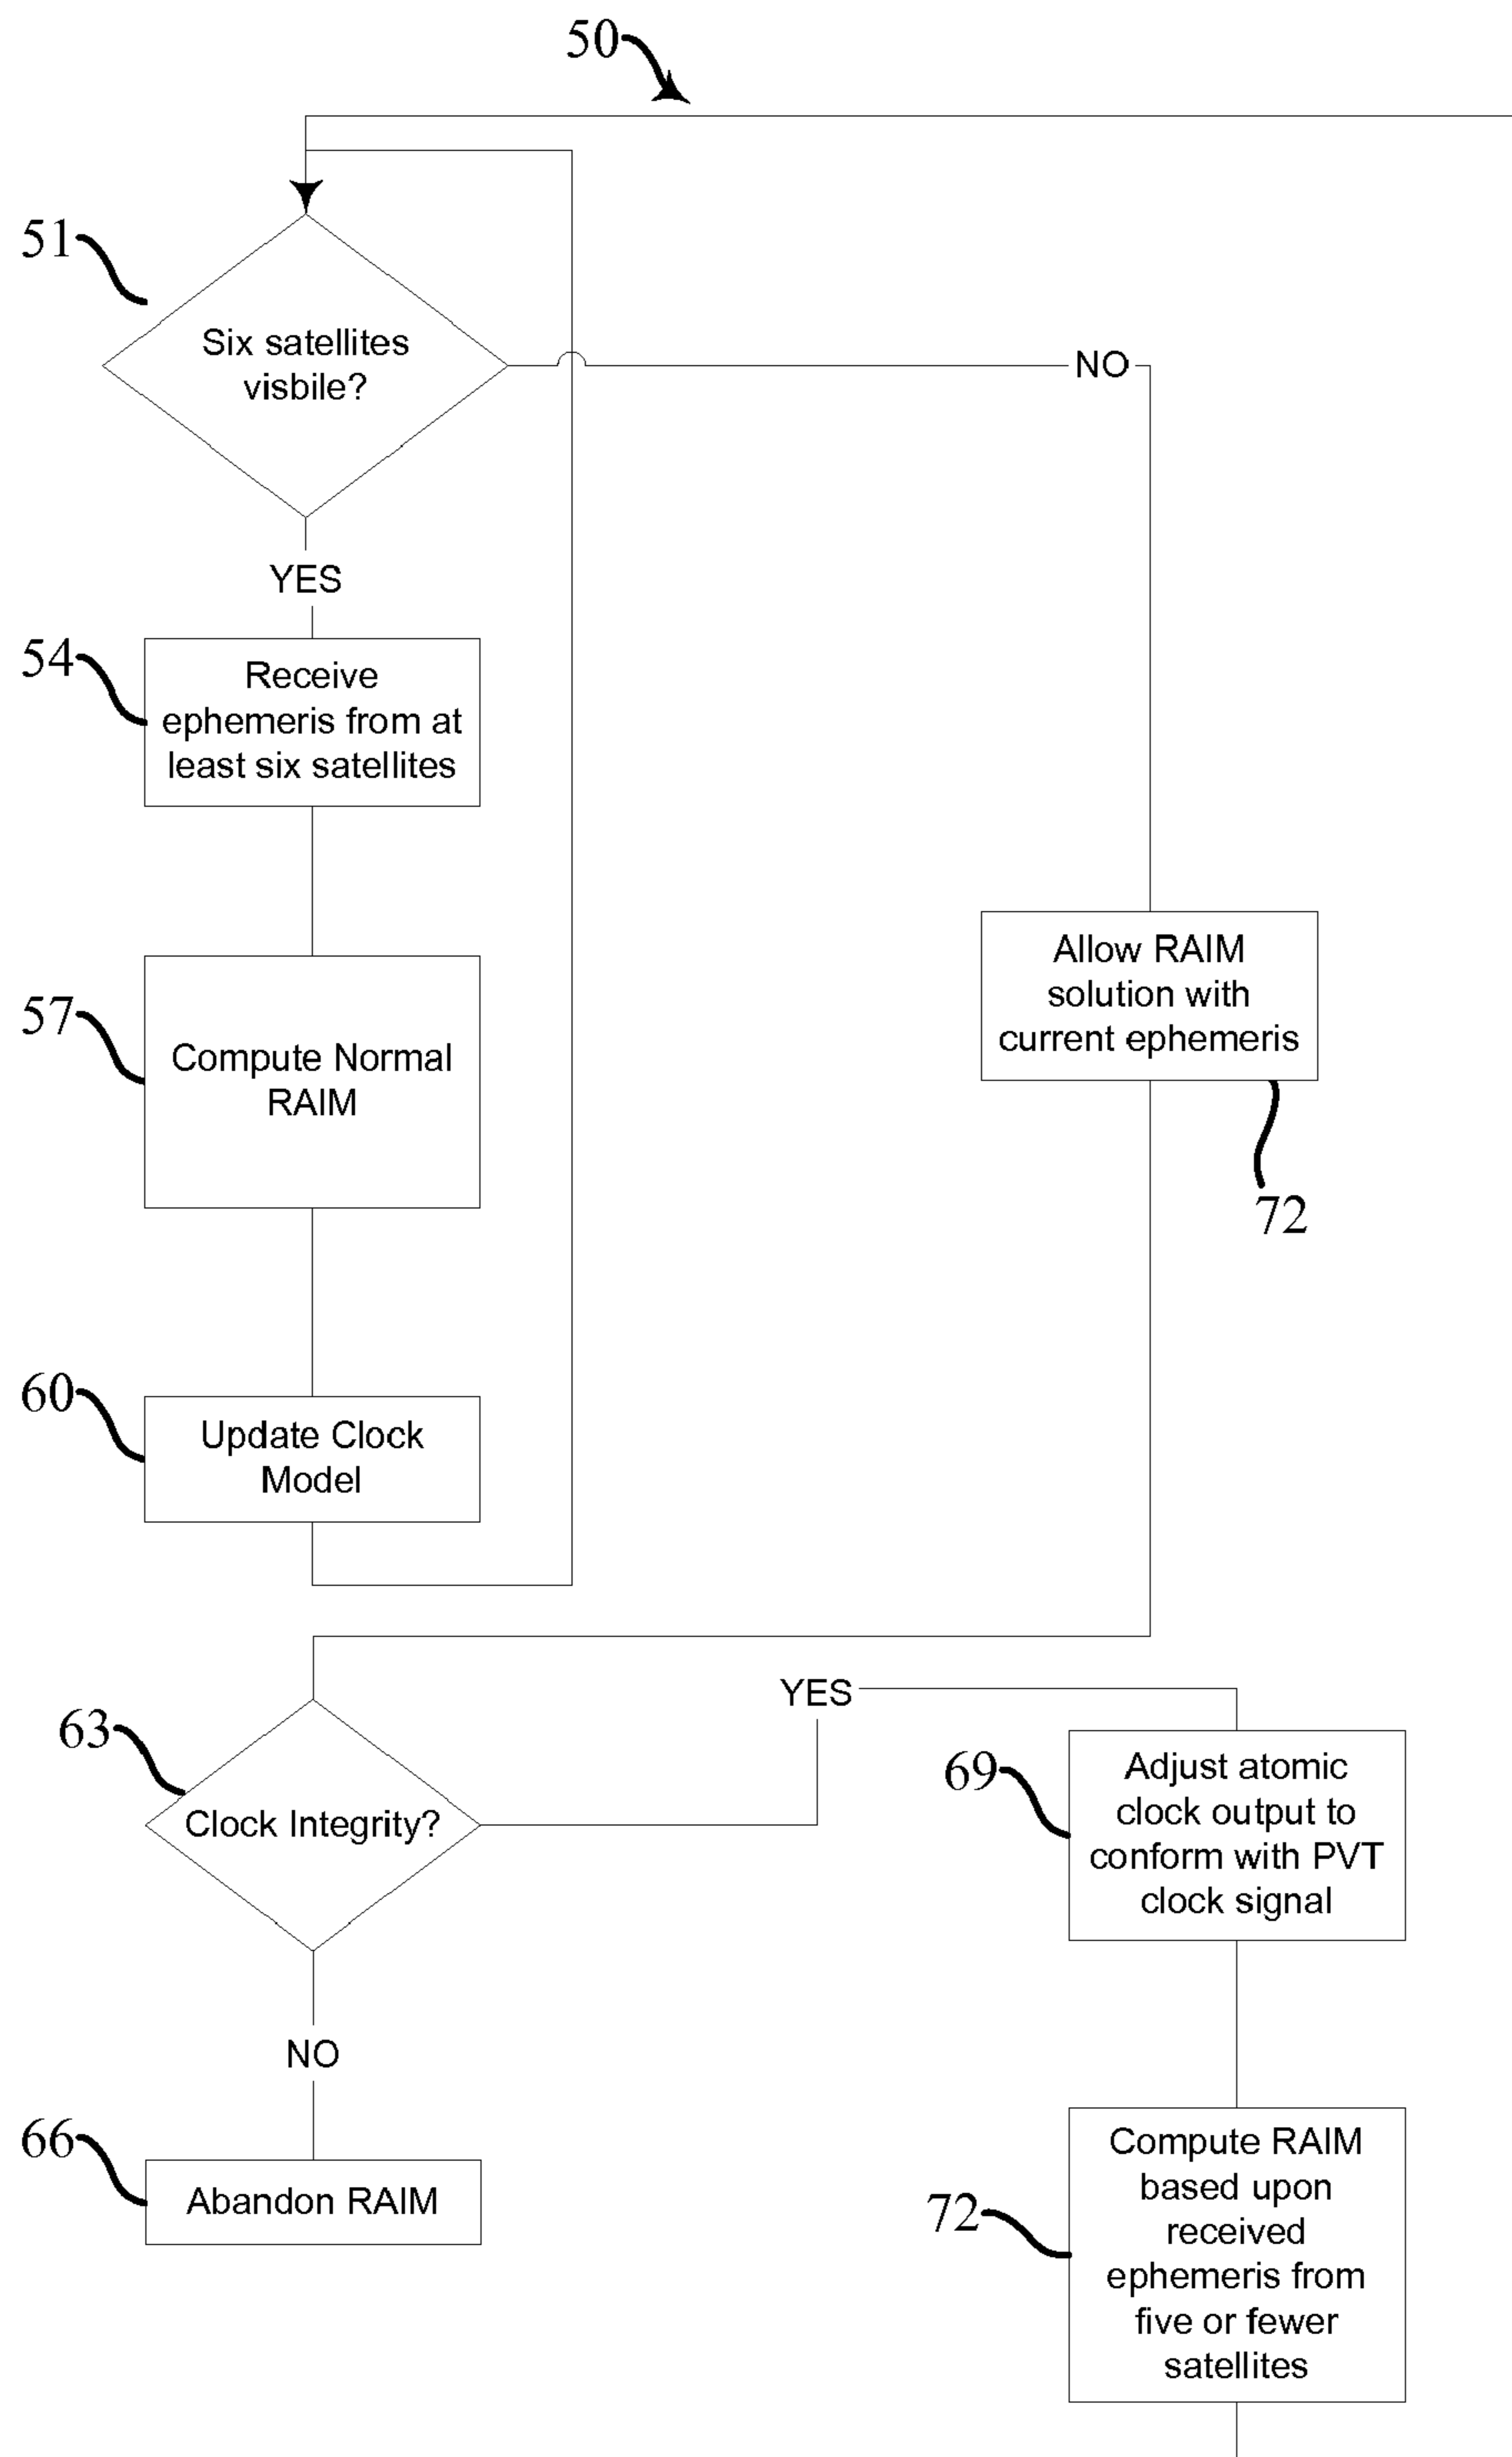 50
51
Six satellites
visbile?
NO
YES
54
Receive
ephemeris from at
least six satellites
57
Compute Normal
RAIM
Allow RAIM
solution with
current ephemeris
72
60
Update Clock
Model
63
Clock Integrity?
YES
69
Adjust atomic
clock output to
conform with PVT
clock signal
NO
66
Abandon RAIM
72
Compute RAIM
based upon
received
ephemeris from
five or fewer
satellites